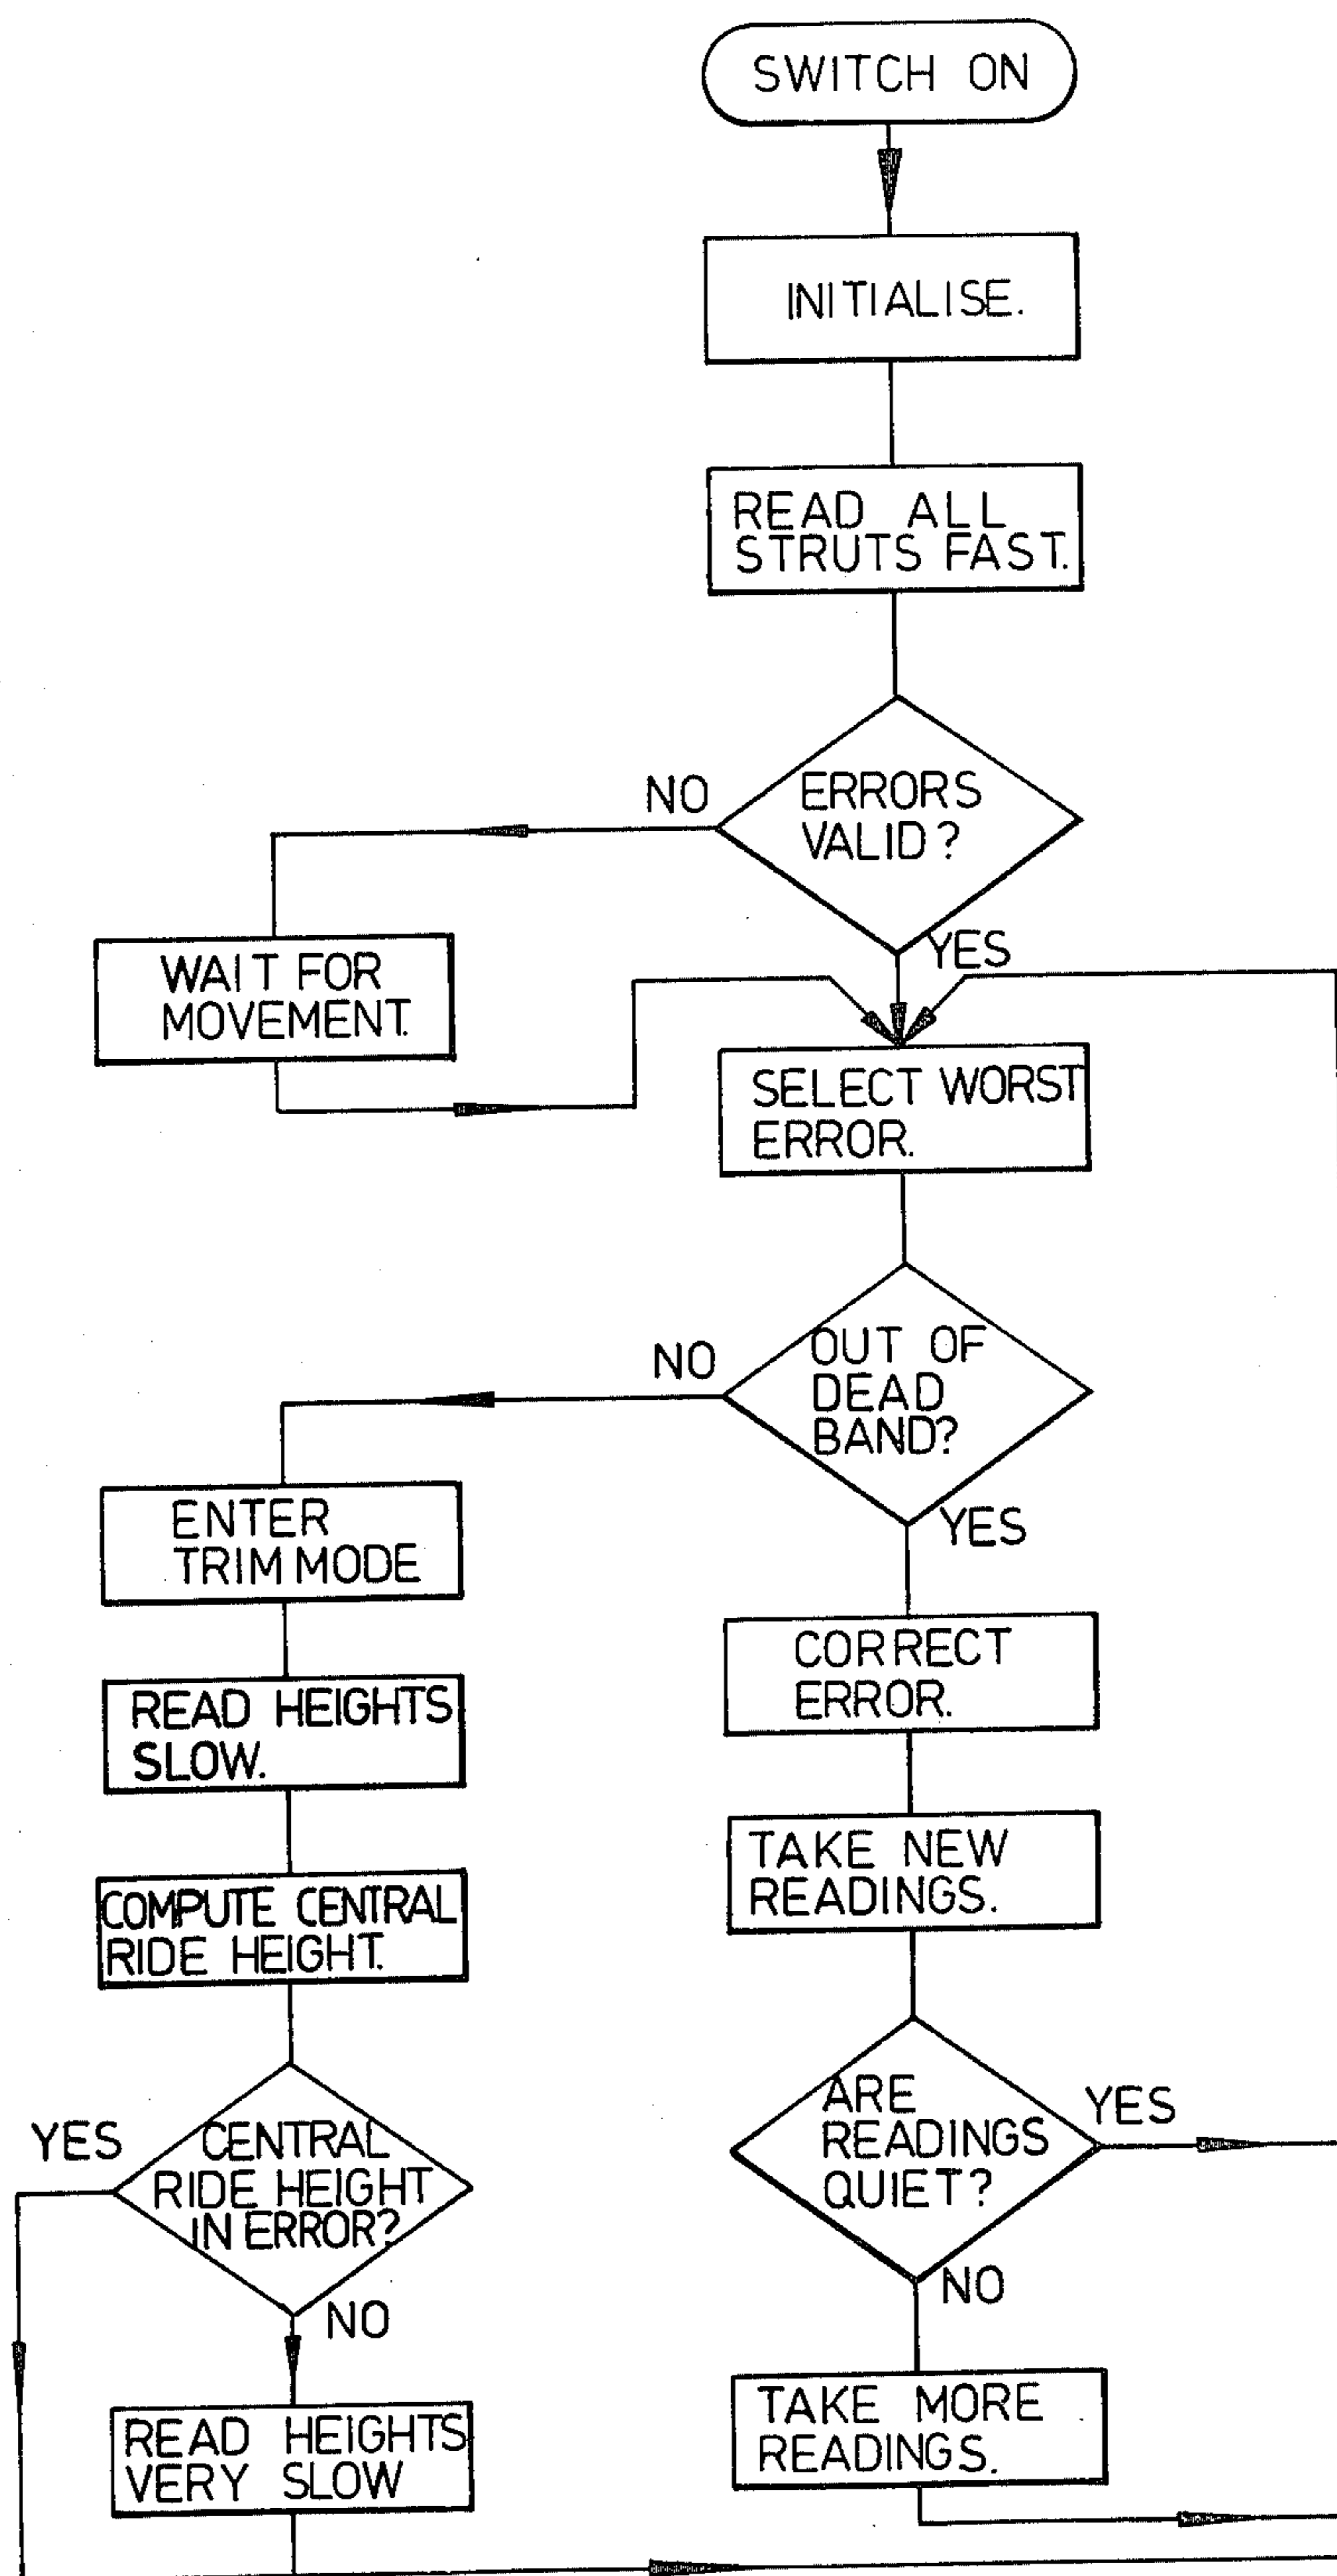 SWITCH ON
INITIALISE.
READ ALL
STRUTS FAST.
ERRORS
VALID?
NO
YES
WAIT FOR
MOVEMENT.
SELECT WORST
ERROR.
OUT OF
DEAD
BAND?
NO
YES
ENTER
TRIM MODE
READ HEIGHTS
SLOW.
COMPUTE CENTRAL
RIDE HEIGHT.
CENTRAL
RIDE HEIGHT
IN ERROR?
YES
NO
READ HEIGHTS
VERY SLOW
CORRECT
ERROR.
TAKE NEW
READINGS.
ARE
READINGS
QUIET?
YES
NO
TAKE MORE
READINGS.